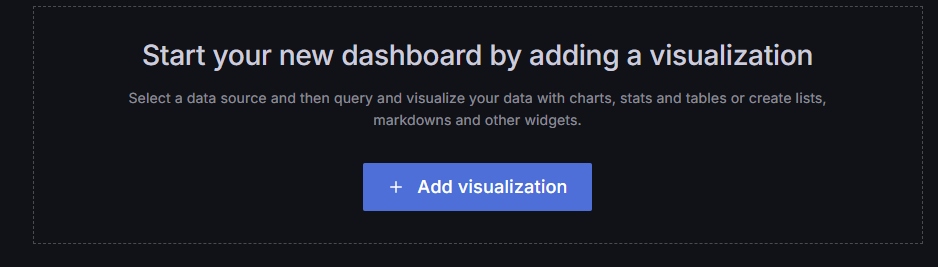 Start your new dashboard by adding a visualization
Select a data source and then query and visualize your data with charts, stats and tables or create lists,
markdowns and other widgets.
+ Add visualization